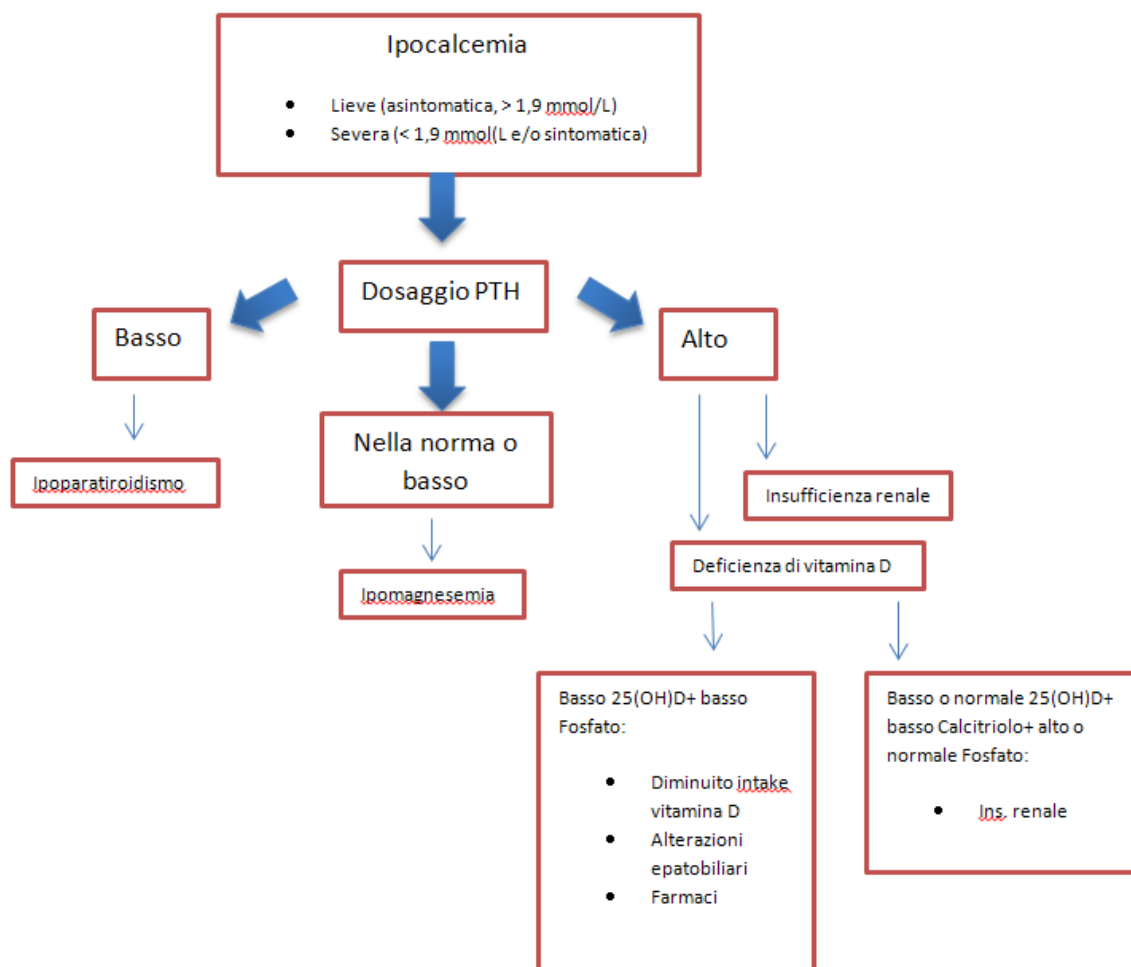 Ipocalcemia
● Lieve (asintomatica, > 1,9 mmol/L)
● Severa (< 1,9 mmol(L e/o sintomatica)
Dosaggio PTH
Basso
Alto
Nella norma o
basso
Ipoparatiroidismo
Insufficienza renale
Deficienza di vitamina D
Ipomagnesemia
Basso 25(OH)D+ basso
Fosfato:
● Diminuito intake
vitamina D
● Alterazioni
epatobiliari
● Farmaci
Basso o normale 25(OH)D+
basso Calcitriolo+ alto o
normale Fosfato:
● Ins. renale